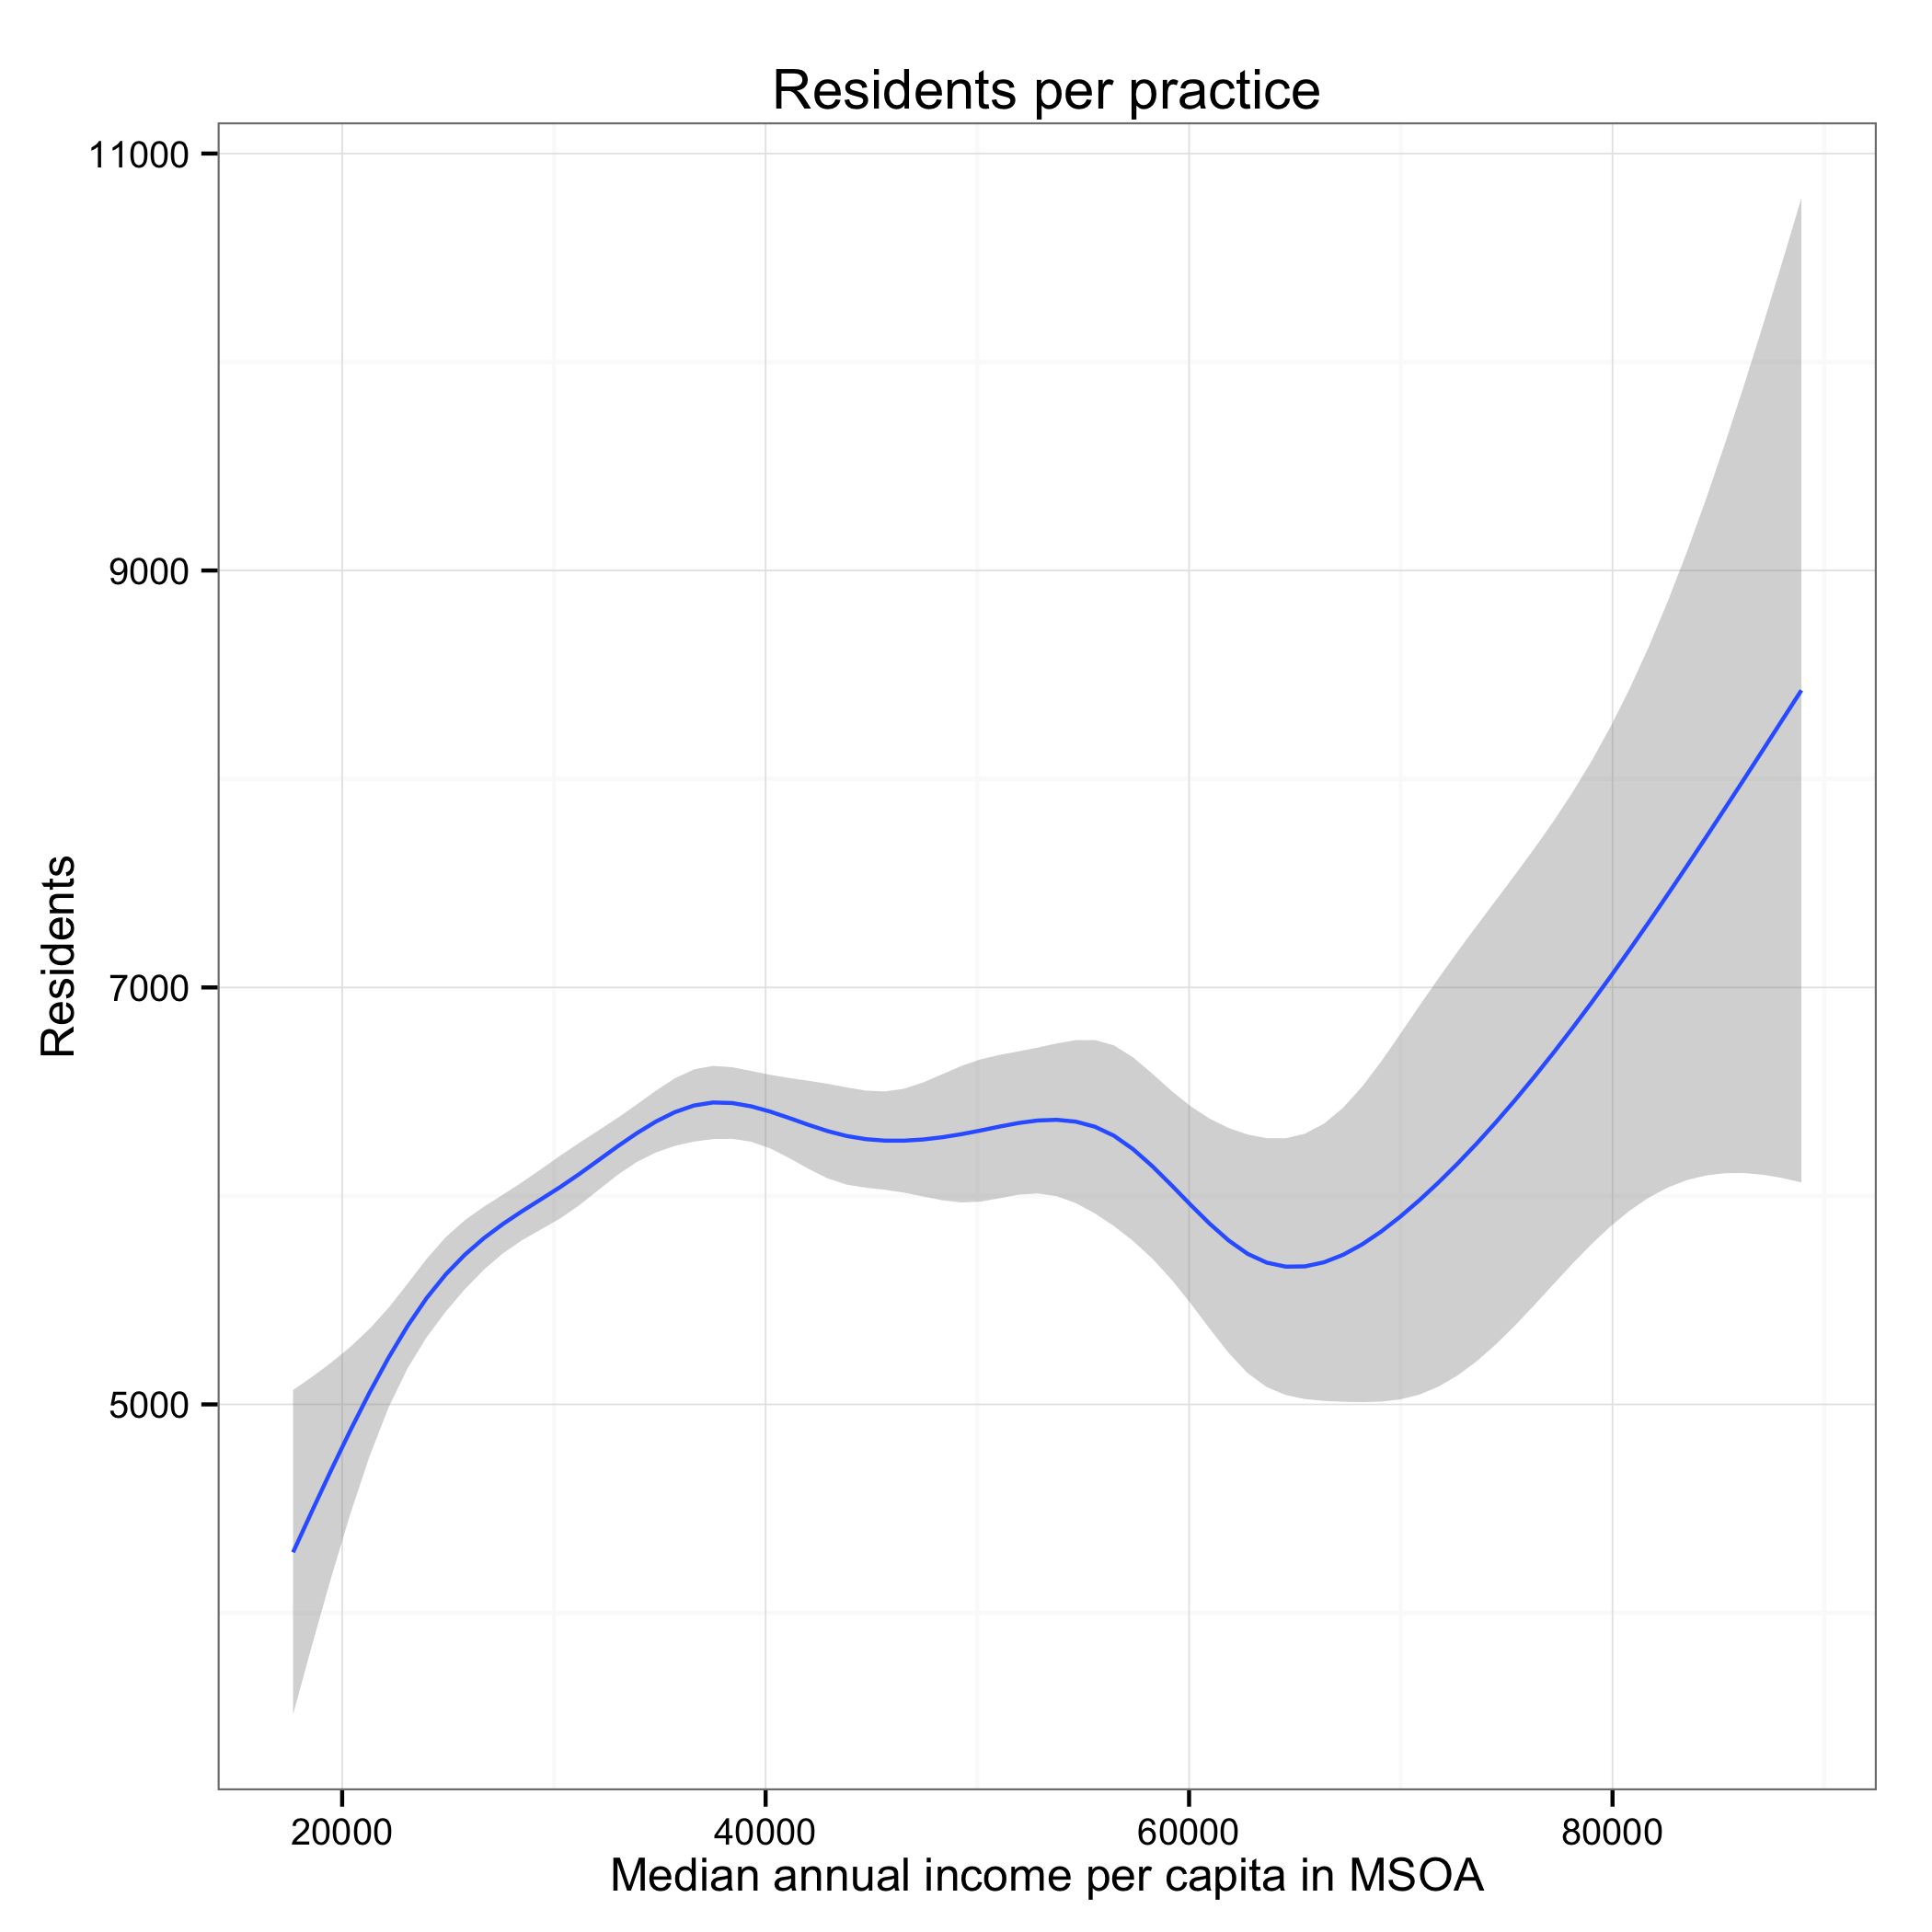 Residents per practice
11000
9000
7000
5000
Residents
20000 40000 60000 80000
Median annual income per capita in MSOA